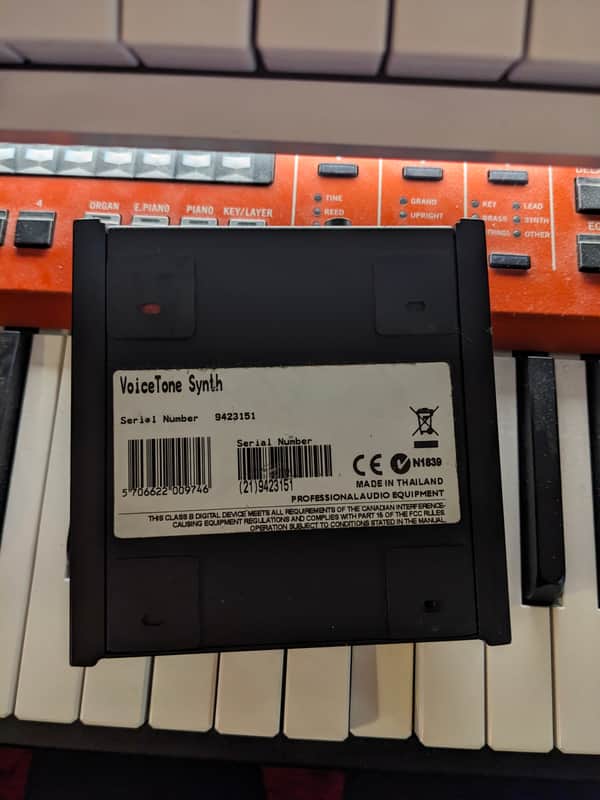 DELA
4
ORGAN E.PIANO PIANO KEY/LAYER
TINE
REED
GRAND
UPRIGHT
KEY LEAD
BRASS SYNTH
OTHER
VoiceTone Synth
Serial Number 9423151
Serial Number
5 706622 009746
(21)9423151
CE N1639
MADE IN THAILAND
PROFESSIONAL AUDIO EQUIPMENT
THIS CLASS B DIGITAL DEVICE MEETS ALL REQUIREMENTS OF THE CANADIAN INTERFERENCE-
CAUSING EQUIPMENT REGULATIONS AND COMPLIES WITH PART 15 OF THE FCC RULES.
OPERATION SUBJECT TO CONDITIONS STATED IN THE MANUAL